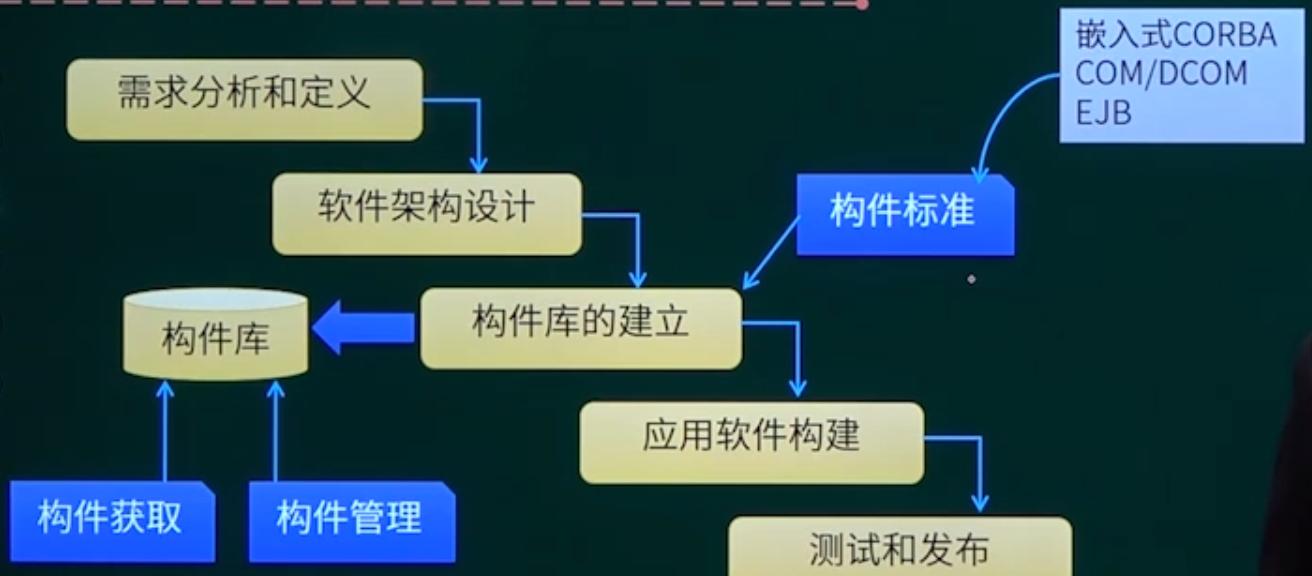 嵌入式CORBA
COM/DCOM
EJB
需求分析和定义
软件架构设计
构件标准
构件库
构件库的建立
应用软件构建
构件获取
构件管理
测试和发布